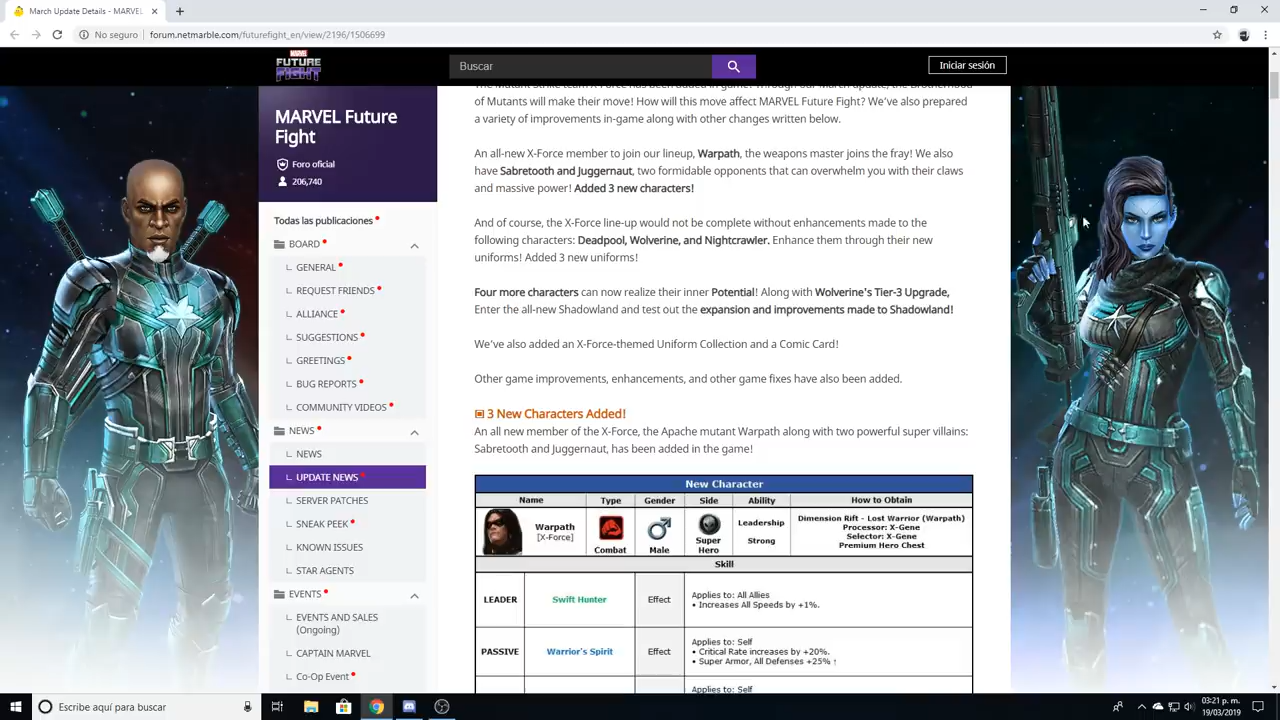 March Update Details - MARVEL
No seguro
forum.netmarble.com/futurefight_en/view/2196/1506699
MARVEL
FUTURE
FIGHT
Buscar
Iniciar sesión
MARVEL Future
Fight
Foro oficial
206,740
Todas las publicaciones
BOARD
GENERAL
REQUEST FRIENDS
ALLIANCE
SUGGESTIONS
GREETINGS
BUG REPORTS
COMMUNITY VIDEOS
NEWS
NEWS
UPDATE NEWS
SERVER PATCHES
SNEAK PEEK
KNOWN ISSUES
STAR AGENTS
EVENTS
EVENTS AND SALES
(Ongoing)
CAPTAIN MARVEL
Co-Op Event
of Mutants will make their move! How will this move affect MARVEL Future Fight? We've also prepared
a variety of improvements in-game along with other changes written below.
An all-new X-Force member to join our lineup, Warpath, the weapons master joins the fray! We also
have Sabretooth and Juggernaut, two formidable opponents that can overwhelm you with their claws
and massive power! Added 3 new characters!
And of course, the X-Force line-up would not be complete without enhancements made to the
following characters: Deadpool, Wolverine, and Nightcrawler. Enhance them through their new
uniforms! Added 3 new uniforms!
Four more characters can now realize their inner Potential! Along with Wolverine's Tier-3 Upgrade,
Enter the all-new Shadowland and test out the expansion and improvements made to Shadowland!
We've also added an X-Force-themed Uniform Collection and a Comic Card!
Other game improvements, enhancements, and other game fixes have also been added.
3 New Characters Added!
An all new member of the X-Force, the Apache mutant Warpath along with two powerful super villains:
Sabretooth and Juggernaut, has been added in the game!
New Character
Name Type Gender Side Ability How to Obtain
Warpath
[X-Force]
Combat
Male
Super
Hero
Leadership
Strong
Dimension Rift - Lost Warrior (Warpath)
Processor: X-Gene
Selector: X-Gene
Premium Hero Chest
Skill
LEADER Swift Hunter Effect
Applies to: All Allies
• Increases All Speeds by +1%.
PASSIVE Warrior's Spirit Effect
Applies to: Self
• Critical Rate increases by +20%.
• Super Armor, All Defenses +25% ↑
Applies to: Self
Escribe aquí para buscar
03:21 p. m.
19/03/2019